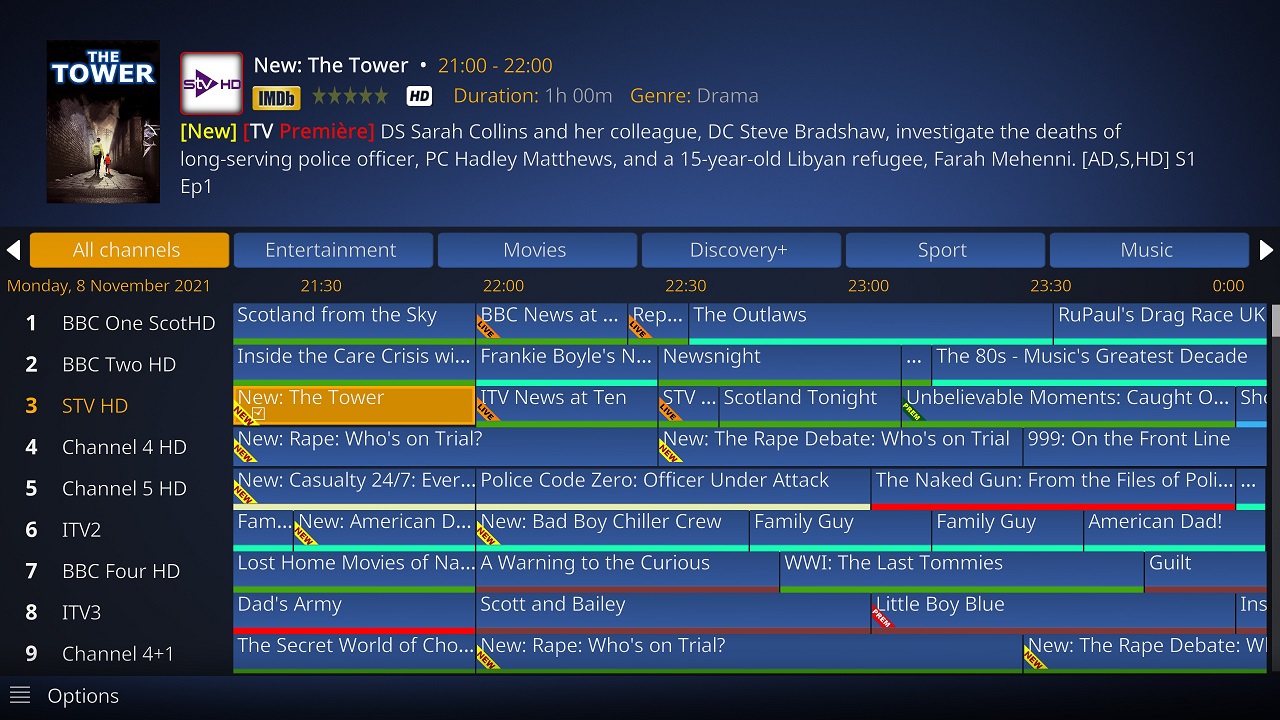 THE
TOWER
stv HD
New: The Tower • 21:00 - 22:00
IMDb HD Duration: 1h 00m Genre: Drama
[New] [TV Première] DS Sarah Collins and her colleague, DC Steve Bradshaw, investigate the deaths of
long-serving police officer, PC Hadley Matthews, and a 15-year-old Libyan refugee, Farah Mehenni. [AD,S,HD] S1
Ep1
All channels Entertainment Movies Discovery+ Sport Music
Monday, 8 November 2021 21:30 22:00 22:30 23:00 23:30 0:00
1 BBC One ScotHD Scotland from the Sky LIVE BBC News at ... LIVE Rep... The Outlaws RuPaul's Drag Race UK
2 BBC Two HD Inside the Care Crisis wi... Frankie Boyle's N... Newsnight ... The 80s - Music's Greatest Decade
3 STV HD NEW New: The Tower LIVE ITV News at Ten LIVE STV ... Scotland Tonight PREM Unbelievable Moments: Caught O... Sho
4 Channel 4 HD NEW New: Rape: Who's on Trial? NEW New: The Rape Debate: Who's on Trial 999: On the Front Line
5 Channel 5 HD NEW New: Casualty 24/7: Ever... Police Code Zero: Officer Under Attack The Naked Gun: From the Files of Poli... ...
6 ITV2 Fam... NEW New: American D... NEW New: Bad Boy Chiller Crew Family Guy Family Guy American Dad!
7 BBC Four HD Lost Home Movies of Na... A Warning to the Curious WWI: The Last Tommies Guilt
8 ITV3 Dad's Army Scott and Bailey PREM Little Boy Blue Ins
9 Channel 4+1 The Secret World of Cho... NEW New: Rape: Who's on Trial? NEW New: The Rape Debate: W
Options